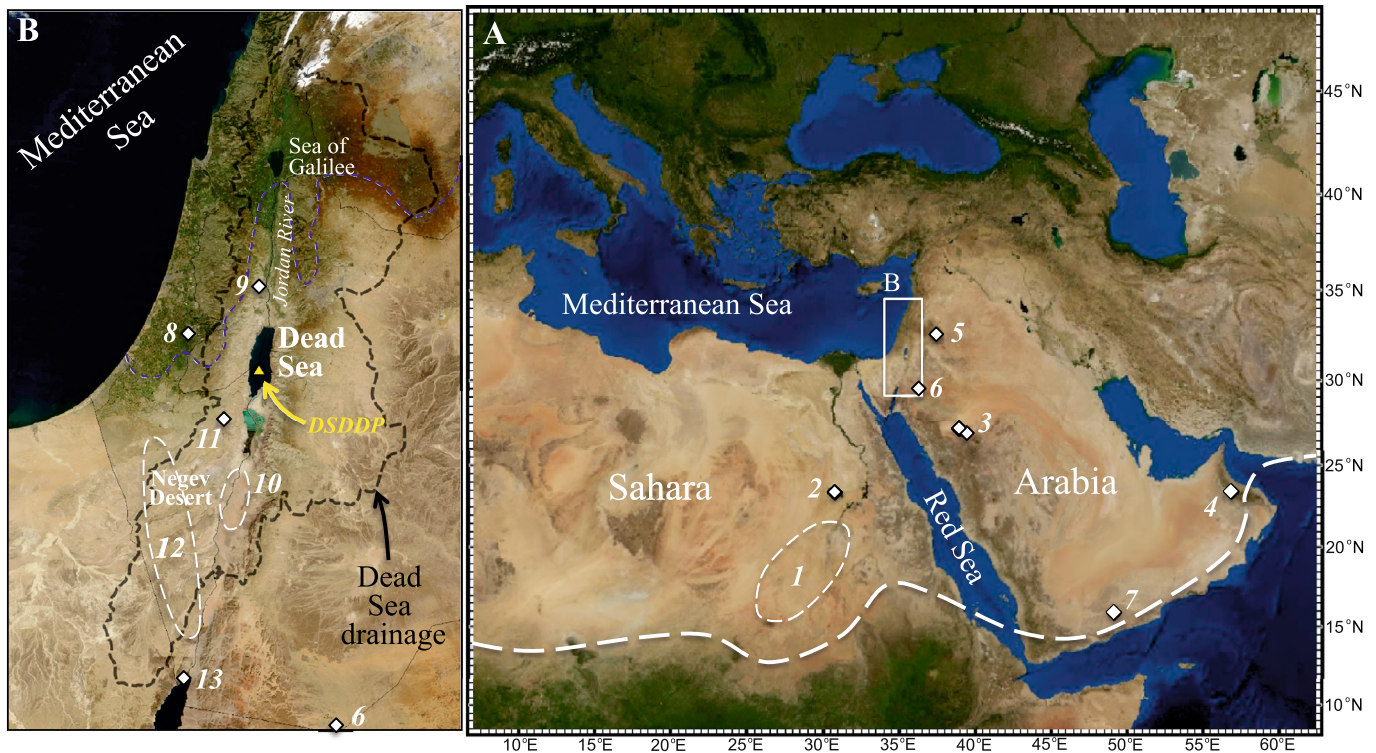 B
Mediterranean
Sea
Sea of
Galilee
Jordan River
9
8
Dead
Sea
DSDDP
11
Negev
Desert
10
12
Dead
Sea
drainage
13
6
A
45°N
40°N
35°N
30°N
25°N
20°N
15°N
10°N
B
Mediterranean Sea
5
6
3
Sahara
Arabia
2
4
Red Sea
1
7
10°E
15°E
20°E
25°E
30°E
35°E
40°E
45°E
50°E
55°E
60°E